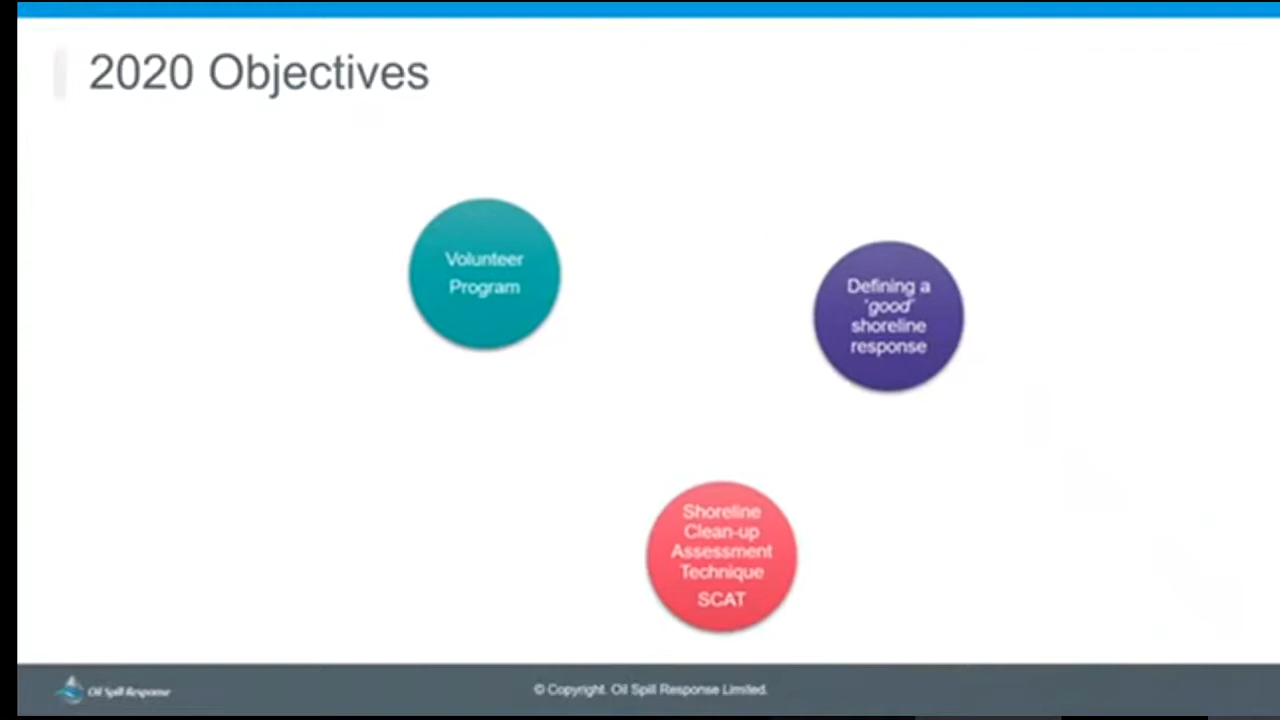 2020 Objectives
Volunteer
Program
Defining a
'good'
shoreline
response
Shoreline
Clean-up
Assessment
Technique
SCAT
Oil Spill Response
© Copyright. Oil Spill Response Limited.